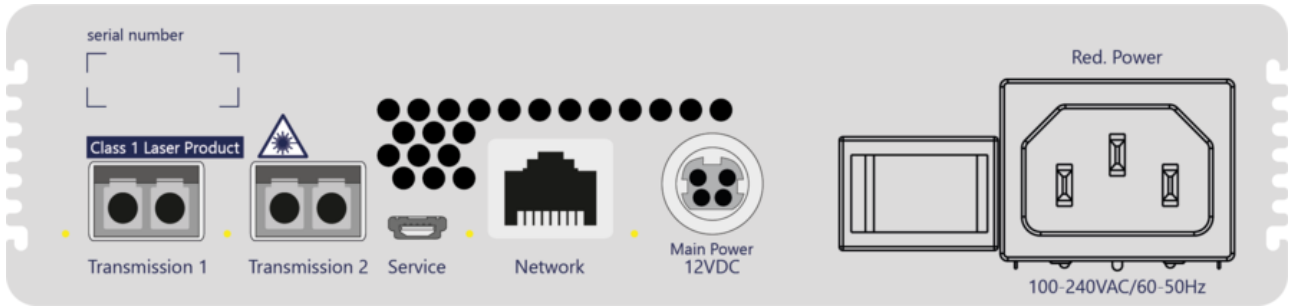 serial number
Red. Power
Class 1 Laser Product
Transmission 1
Transmission 2
Service
Network
Main Power
12VDC
100-240VAC/60-50Hz